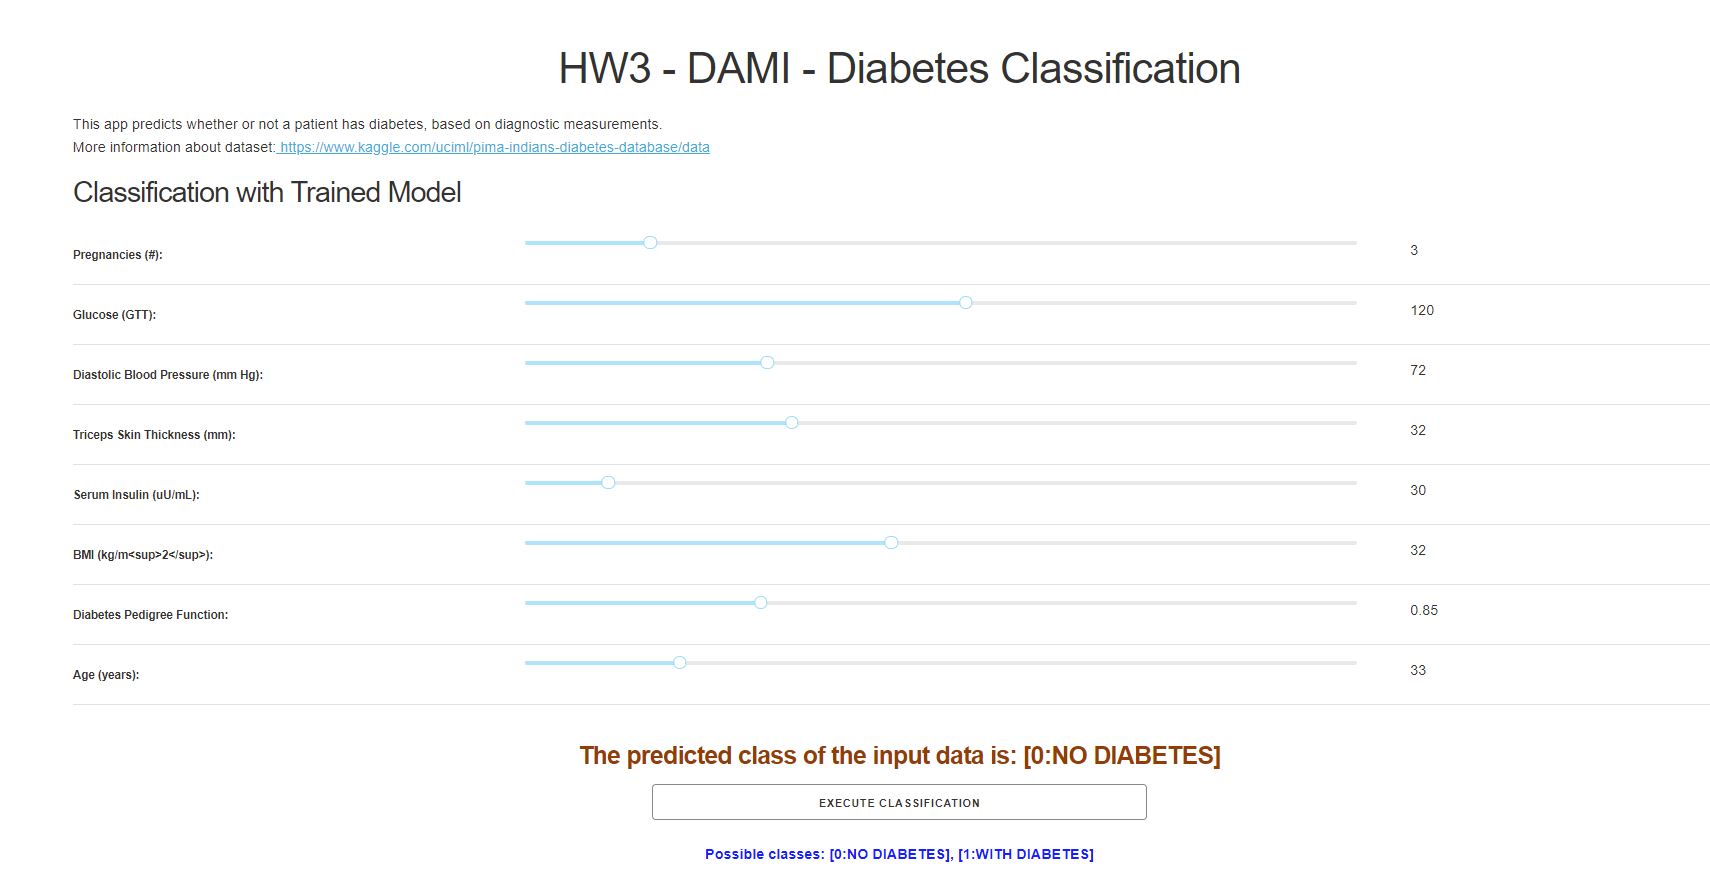 HW3 - DAMI - Diabetes Classification
This app predicts whether or not a patient has diabetes, based on diagnostic measurements.
More information about dataset: https://www.kaggle.com/uciml/pima-indians-diabetes-database/data
Classification with Trained Model
Pregnancies (#): 3
Glucose (GTT): 120
Diastolic Blood Pressure (mm Hg): 72
Triceps Skin Thickness (mm): 32
Serum Insulin (uU/mL): 30
BMI (kg/m<sup>2</sup>): 32
Diabetes Pedigree Function: 0.85
Age (years): 33
The predicted class of the input data is: [0:NO DIABETES]
EXECUTE CLASSIFICATION
Possible classes: [0:NO DIABETES], [1:WITH DIABETES]